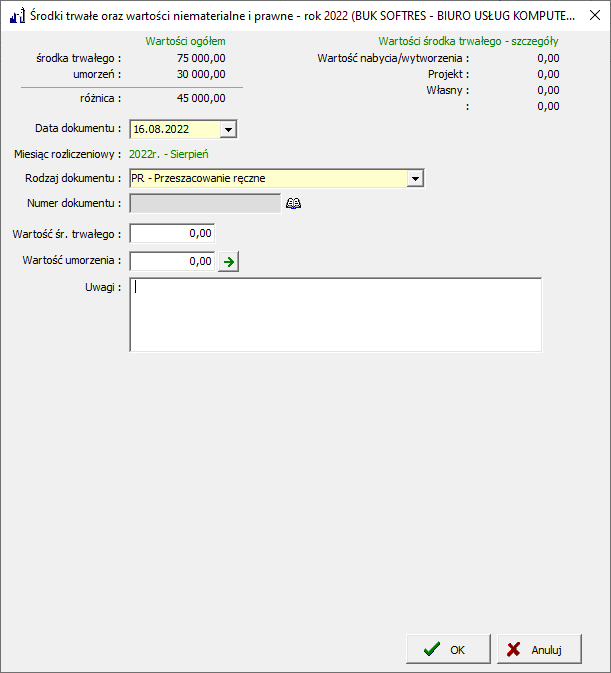 Środki trwałe oraz wartości niematerialne i prawne - rok 2022 (BUK SOFTRES - BIURO USŁUG KOMPUTE...
Wartości ogółem
środka trwałego : 75 000,00
umorzeń : 30 000,00
różnica : 45 000,00
Wartości środka trwałego - szczegóły
Wartość nabycia/wytworzenia : 0,00
Projekt : 0,00
Własny : 0,00
: 0,00
Data dokumentu : 16.08.2022
Miesiąc rozliczeniowy : 2022r. - Sierpień
Rodzaj dokumentu : PR - Przeszacowanie ręczne
Numer dokumentu :
Wartość śr. trwałego : 0,00
Wartość umorzenia : 0,00
Uwagi :
OK Anuluj